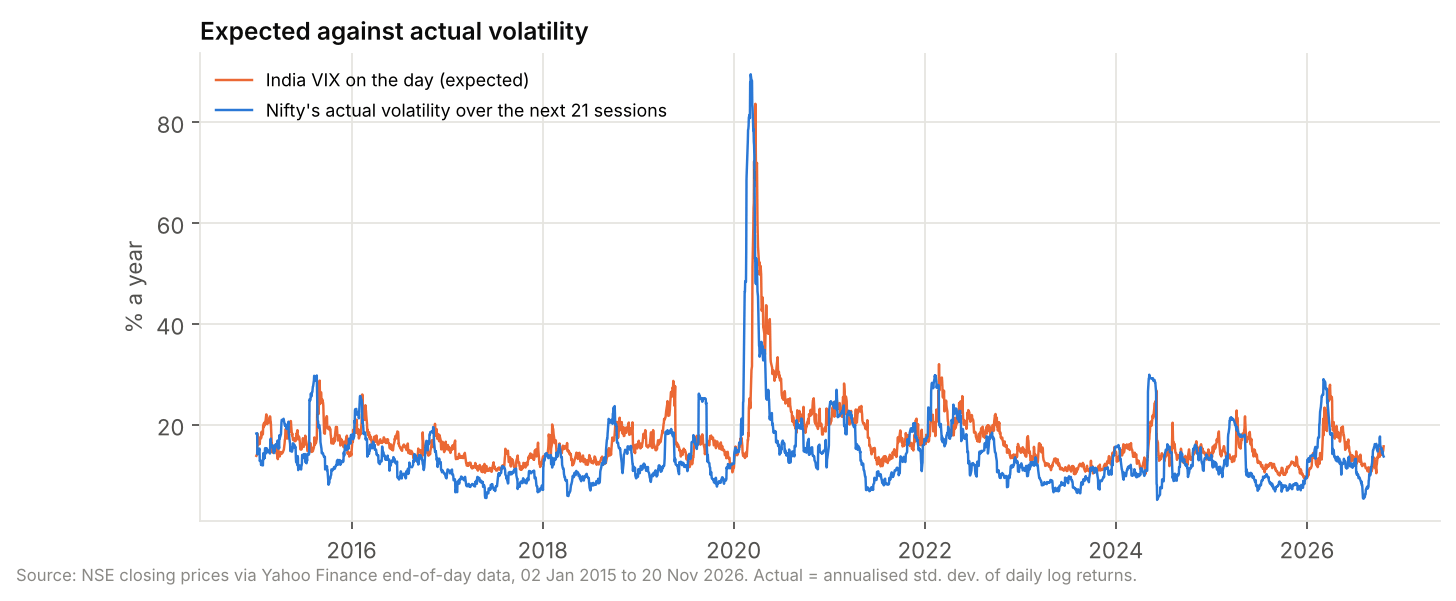 Expected against actual volatility
India VIX on the day (expected)
Nifty's actual volatility over the next 21 sessions
% a year
80
60
40
20
2016 2018 2020 2022 2024 2026
Source: NSE closing prices via Yahoo Finance end-of-day data, 02 Jan 2015 to 20 Nov 2026. Actual = annualised std. dev. of daily log returns.